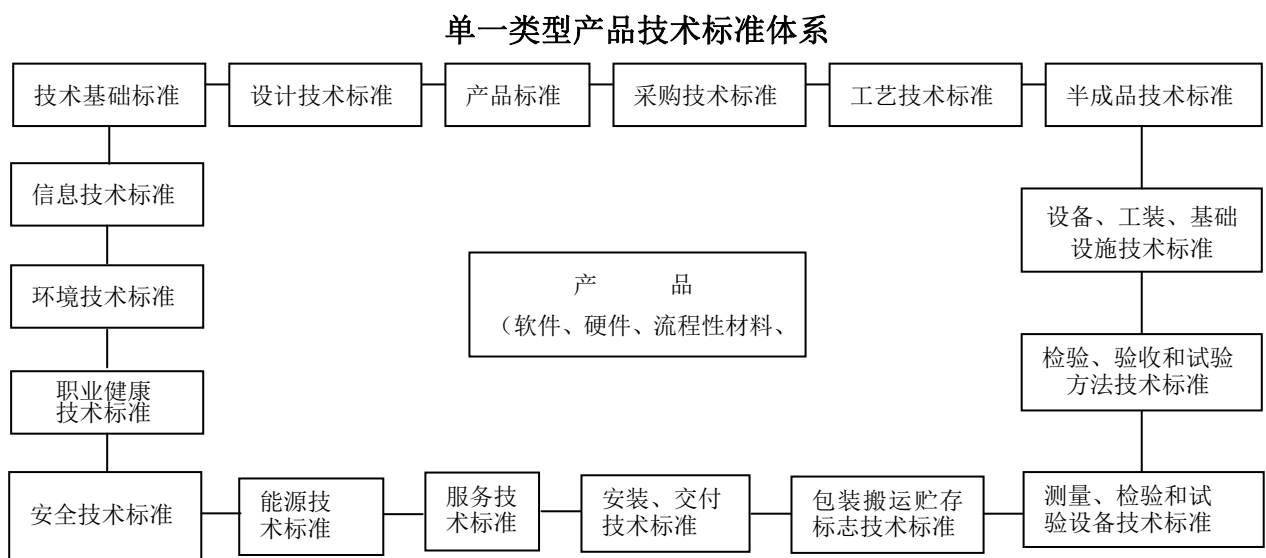 单一类型产品技术标准体系
技术基础标准
设计技术标准
产品标准
采购技术标准
工艺技术标准
半成品技术标准
信息技术标准
设备、工装、基础
设施技术标准
环境技术标准
产 品
（软件、硬件、流程性材料、
检验、验收和试验
方法技术标准
职业健康
技术标准
安全技术标准
能源技
术标准
服务技
术标准
安装、交付
技术标准
包装搬运贮存
标志技术标准
测量、检验和试
验设备技术标准